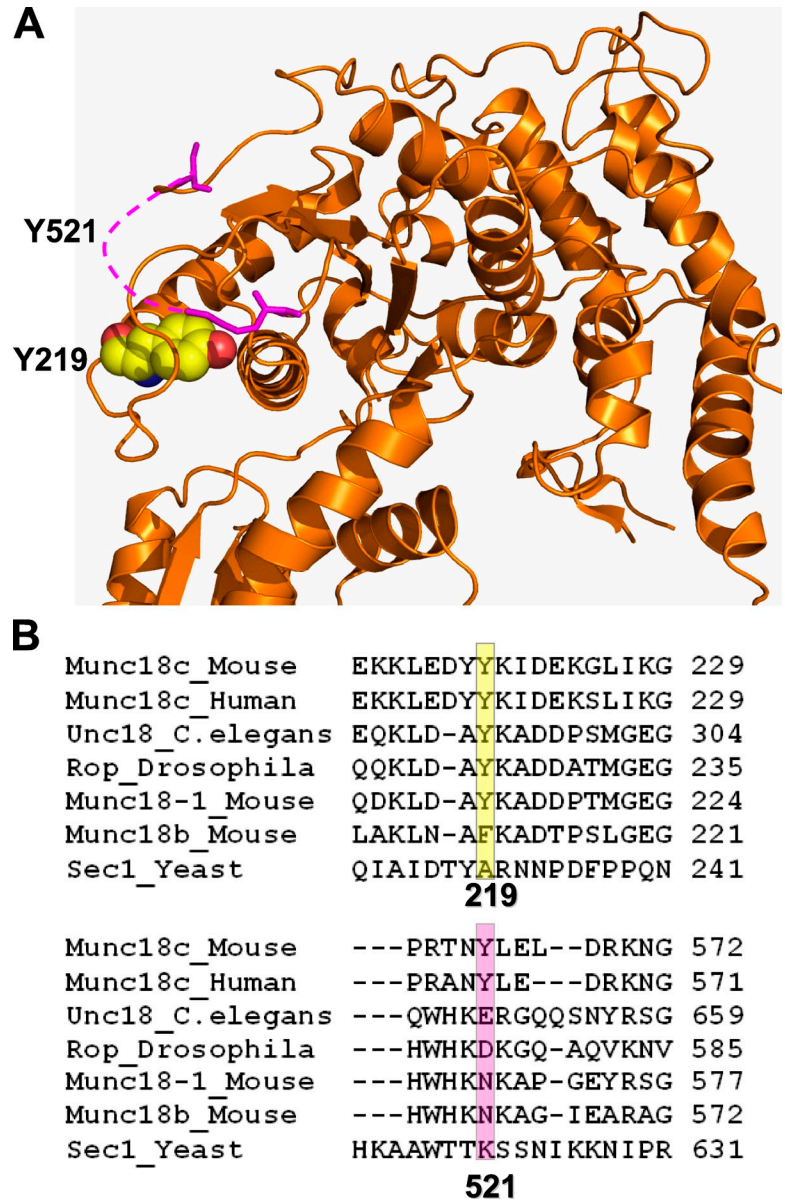 A
Y521
Y219
B
Munc18c_Mouse EKKLEDYYKIDEKGLIKG 229
Munc18c_Human EKKLEDYYKIDEKSLIKG 229
Unc18_C.elegans EQKLD-AYKADDPSMGEG 304
Rop_Drosophila QQKLD-AYKADDATMGEG 235
Munc18-1_Mouse QDKLD-AYKADDPTMGEG 224
Munc18b_Mouse LAKLN-AFKADTPSLGEG 221
Sec1_Yeast QIAIDTYARNNPDFPPQN 241
219
Munc18c_Mouse ---PRTNYLEL--DRKNG 572
Munc18c_Human ---PRANYLE---DRKNG 571
Unc18_C.elegans ---QWHKERGQQSNYRSG 659
Rop_Drosophila ---HWHKDKGQ-AQVKNV 585
Munc18-1_Mouse ---HWHKNKAP-GEYRSG 577
Munc18b_Mouse ---HWHKNKAG-IEARAG 572
Sec1_Yeast HKAAWTTKSSNIKKNIPR 631
521